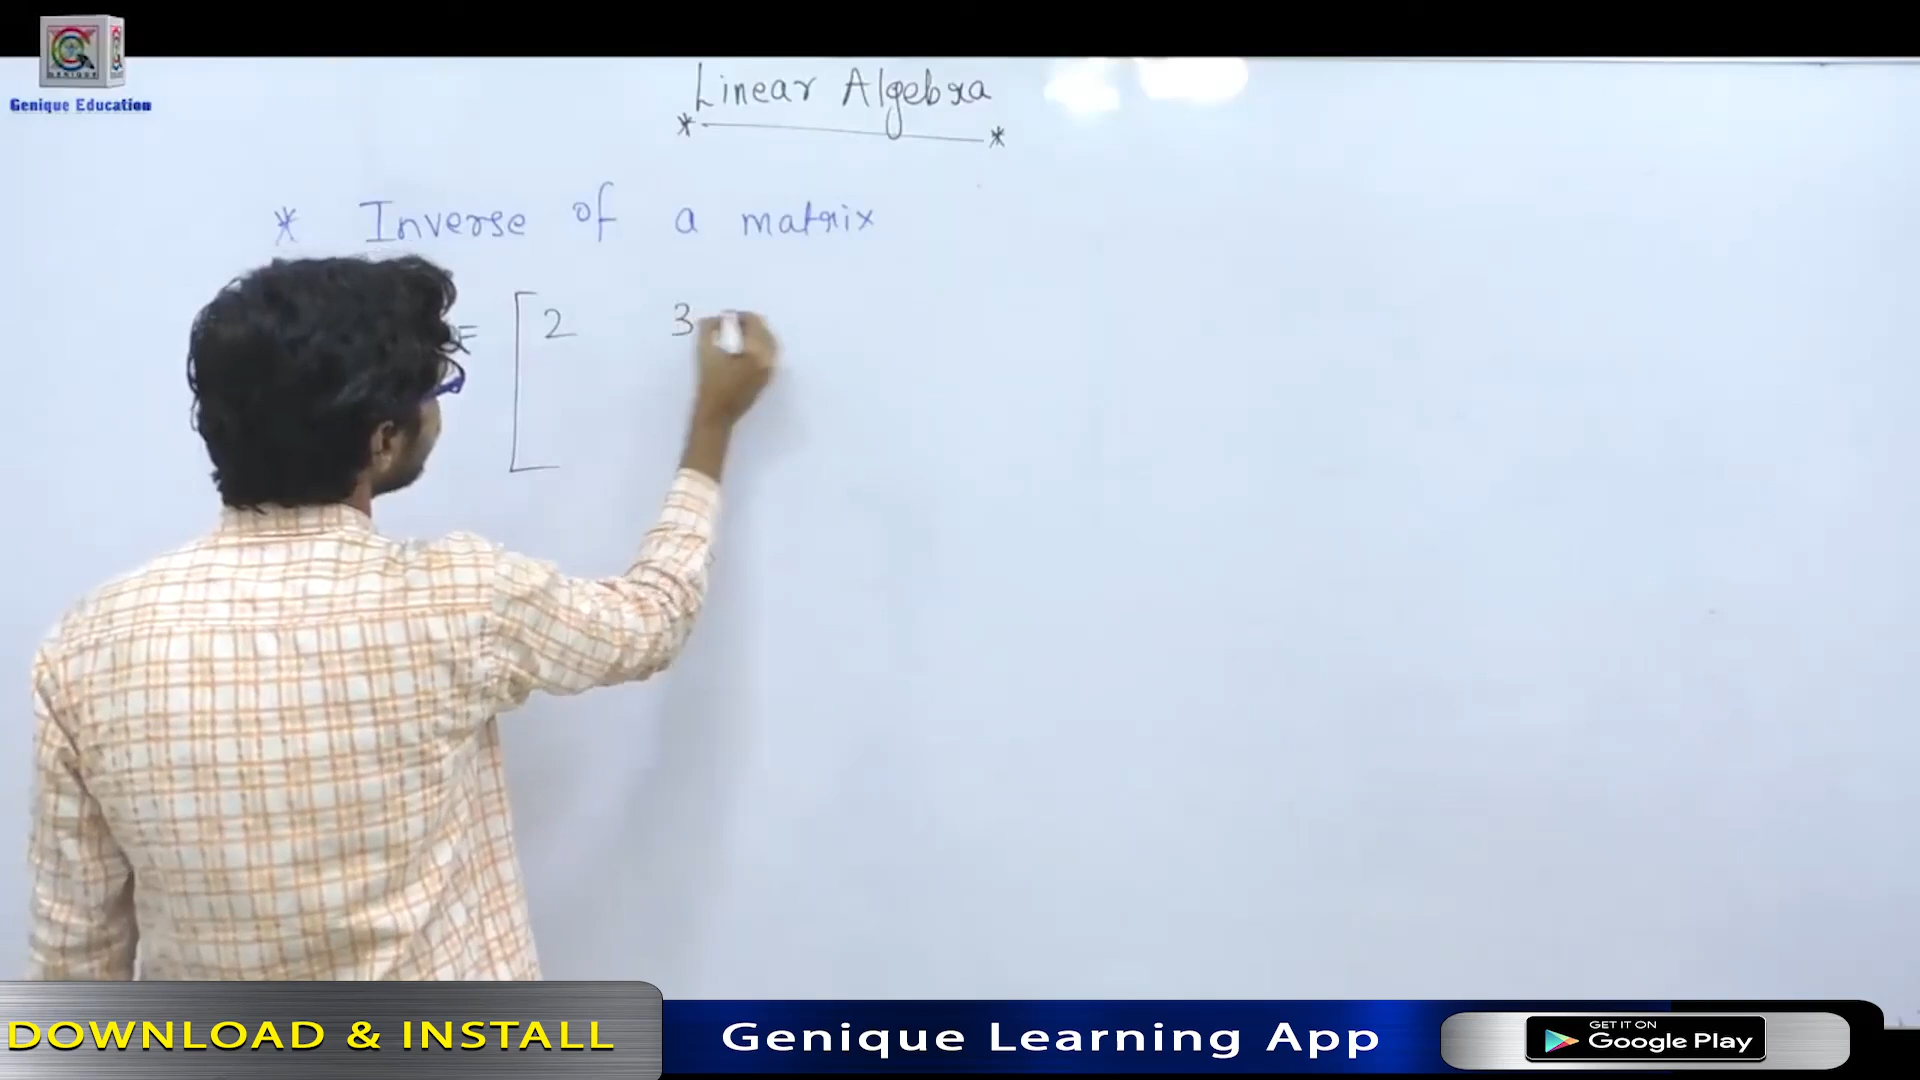 GENIQUE
Genique Education
Linear Algebra
* *
* Inverse of a matrix
= [ 2 3
DOWNLOAD & INSTALL
Genique Learning App
GET IT ON
Google Play